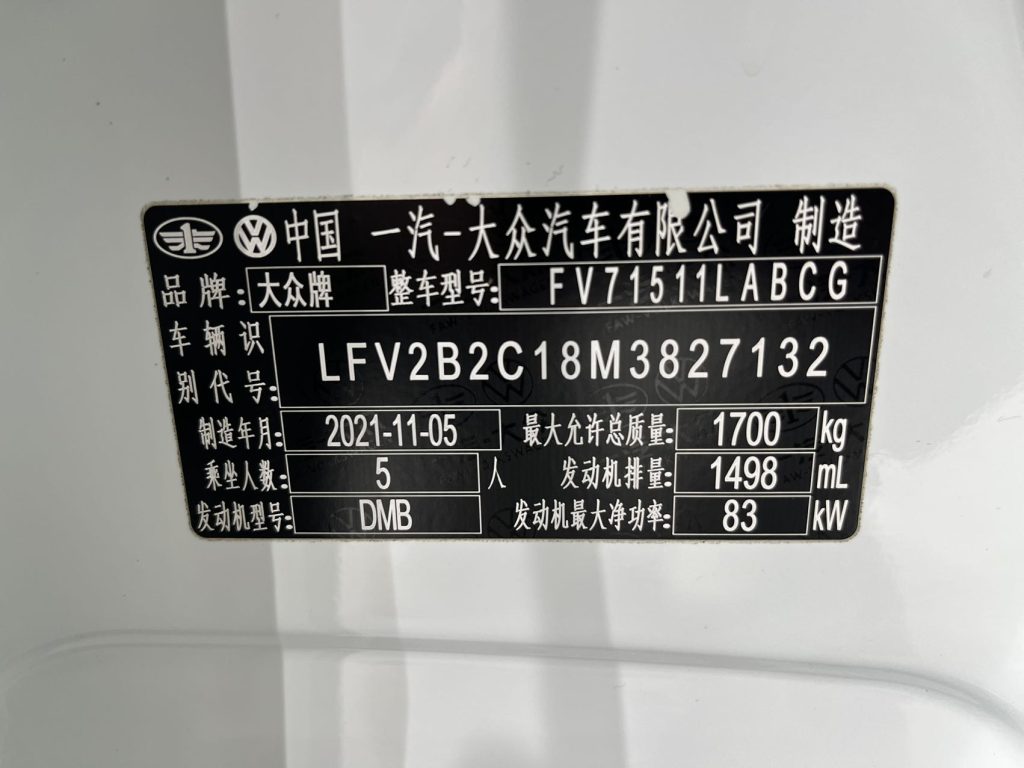 中国 一汽-大众汽车有限公司 制造
品牌: 大众牌 整车型号: FV71511LABCG
车辆识别代号: LFV2B2C18M3827132
制造年月: 2021-11-05 最大允许总质量: 1700 kg
乘坐人数: 5 人 发动机排量: 1498 mL
发动机型号: DMB 发动机最大净功率: 83 kW